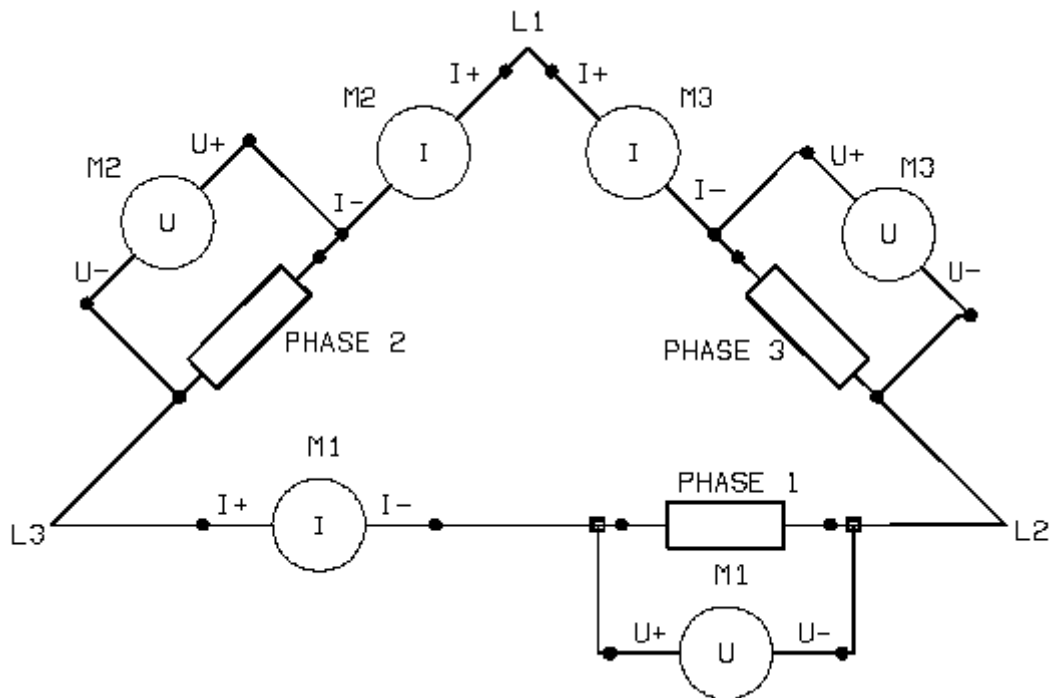 L1
I+
I+
M2
M3
I
I
U+
U+
M2
M3
I-
I-
U
U
U-
U-
PHASE 2
PHASE 3
M1
PHASE 1
I+
I-
L3
I
L2
M1
U+
U-
U